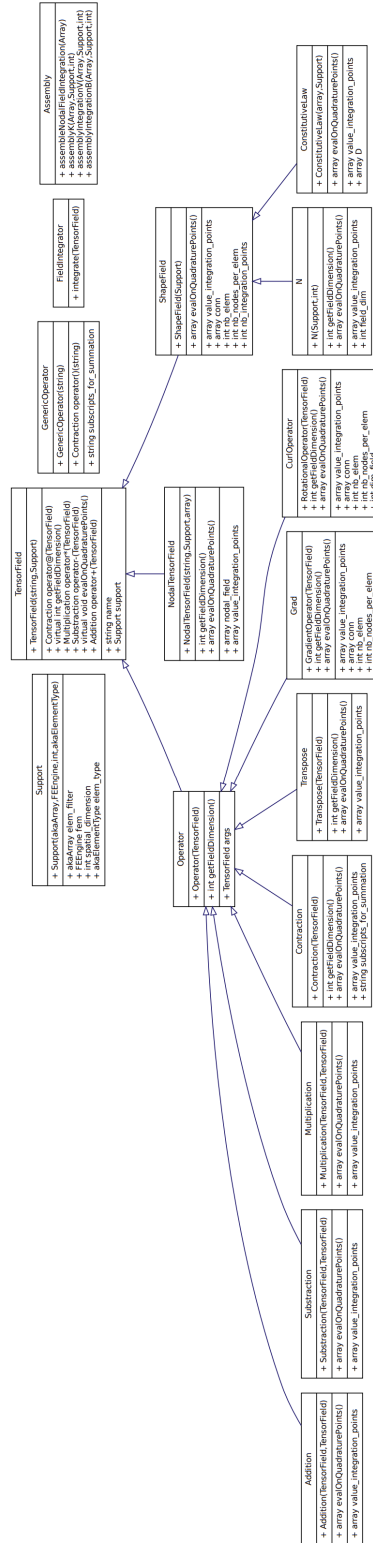 Support
+ Support(akaArray,FEEngine,int,akaElementType)
+ akaArray elem_filter
+ FEEngine fem
+ int spatial_dimension
+ akaElementType elem_type
TensorField
+ TensorField(string,Support)
+ Contraction operator@(TensorField)
+ Virtual int getFieldDimension()
+ Multiplication operator*(TensorField)
+ Substraction operator-(TensorField)
+ Virtual void evalOnQuadraturePoints()
+ Addition operator+(TensorField)
+ string name
+ Support support
GenericOperator
+ GenericOperator(string)
+ Contraction operator()(string)
+ string subscripts_for_summation
FieldIntegrator
+ integrate(TensorField)
Assembly
+ assembleNodalFieldIntegration(Array)
+ assemblyK(Array,Support,int)
+ assemblyIntegrationV(Array,Support,int)
+ assemblyIntegrationB(Array,Support,int)
Operator
+ Operator(TensorField)
+ int getFieldDimension()
+ TensorField args
NodalTensorField
+ NodalTensorField(string,Support,array)
+ int getFieldDimension()
+ array evalOnQuadraturePoints()
+ array nodal_field
+ array value_integration_points
ShapeField
+ ShapeField(Support)
+ array evalOnQuadraturePoints()
+ array value_integration_points
+ array conn
+ int nb_elem
+ int nb_nodes_per_elem
+ int nb_integration_points
Addition
+ Addition(TensorField,TensorField)
+ array evalOnQuadraturePoints()
+ array value_integration_points
Substraction
+ Substraction(TensorField,TensorField)
+ array evalOnQuadraturePoints()
+ array value_integration_points
Multiplication
+ Multiplication(TensorField,TensorField)
+ array evalOnQuadraturePoints()
+ array value_integration_points
Contraction
+ Contraction(TensorField)
+ int getFieldDimension()
+ array evalOnQuadraturePoints()
+ array value_integration_points
+ string subscripts_for_summation
Transpose
+ Transpose(TensorField)
+ int getFieldDimension()
+ array evalOnQuadraturePoints()
+ array value_integration_points
Grad
+ GradientOperator(TensorField)
+ int getFieldDimension()
+ array evalOnQuadraturePoints()
+ array value_integration_points
+ array conn
+ int nb_elem
+ int nb_nodes_per_elem
CurlOperator
+ RotationalOperator(TensorField)
+ int getFieldDimension()
+ array evalOnQuadraturePoints()
+ array value_integration_points
+ array conn
+ int nb_elem
+ int nb_nodes_per_elem
N
+ N(Support,int)
+ int getFieldDimension()
+ array evalOnQuadraturePoints()
+ array value_integration_points
+ int field_dim
ConstitutiveLaw
+ ConstitutiveLaw(array,Support)
+ array evalOnQuadraturePoints()
+ array value_integration_points
+ array D